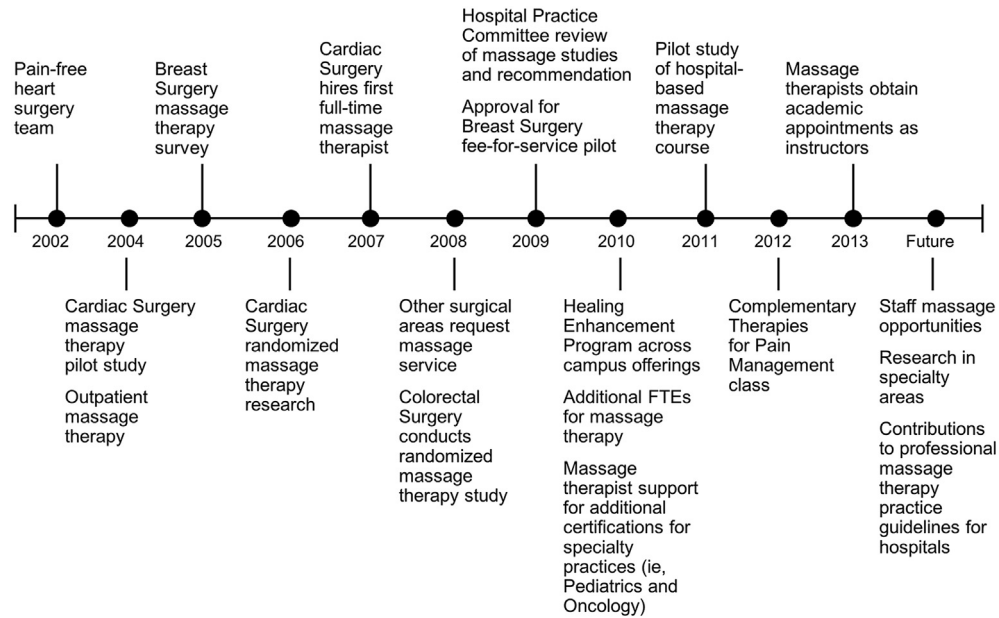 Pain-free
heart
surgery
team
Breast
Surgery
massage
therapy
survey
Cardiac
Surgery
hires first
full-time
massage
therapist
Hospital Practice
Committee review
of massage studies
and recommendation
Approval for
Breast Surgery
fee-for-service pilot
Pilot study
of hospital-
based
massage
therapy
course
Massage
therapists obtain
academic
appointments as
instructors
2002
2004
2005
2006
2007
2008
2009
2010
2011
2012
2013
Future
Cardiac Surgery
massage
therapy
pilot study
Outpatient
massage
therapy
Cardiac
Surgery
randomized
massage
therapy
research
Other surgical
areas request
massage
service
Colorectal
Surgery
conducts
randomized
massage
therapy study
Healing
Enhancement
Program across
campus offerings
Additional FTEs
for massage
therapy
Massage
therapist support
for additional
certifications for
specialty
practices (ie,
Pediatrics and
Oncology)
Complementary
Therapies
for Pain
Management
class
Staff massage
opportunities
Research in
specialty
areas
Contributions
to professional
massage
therapy
practice
guidelines for
hospitals